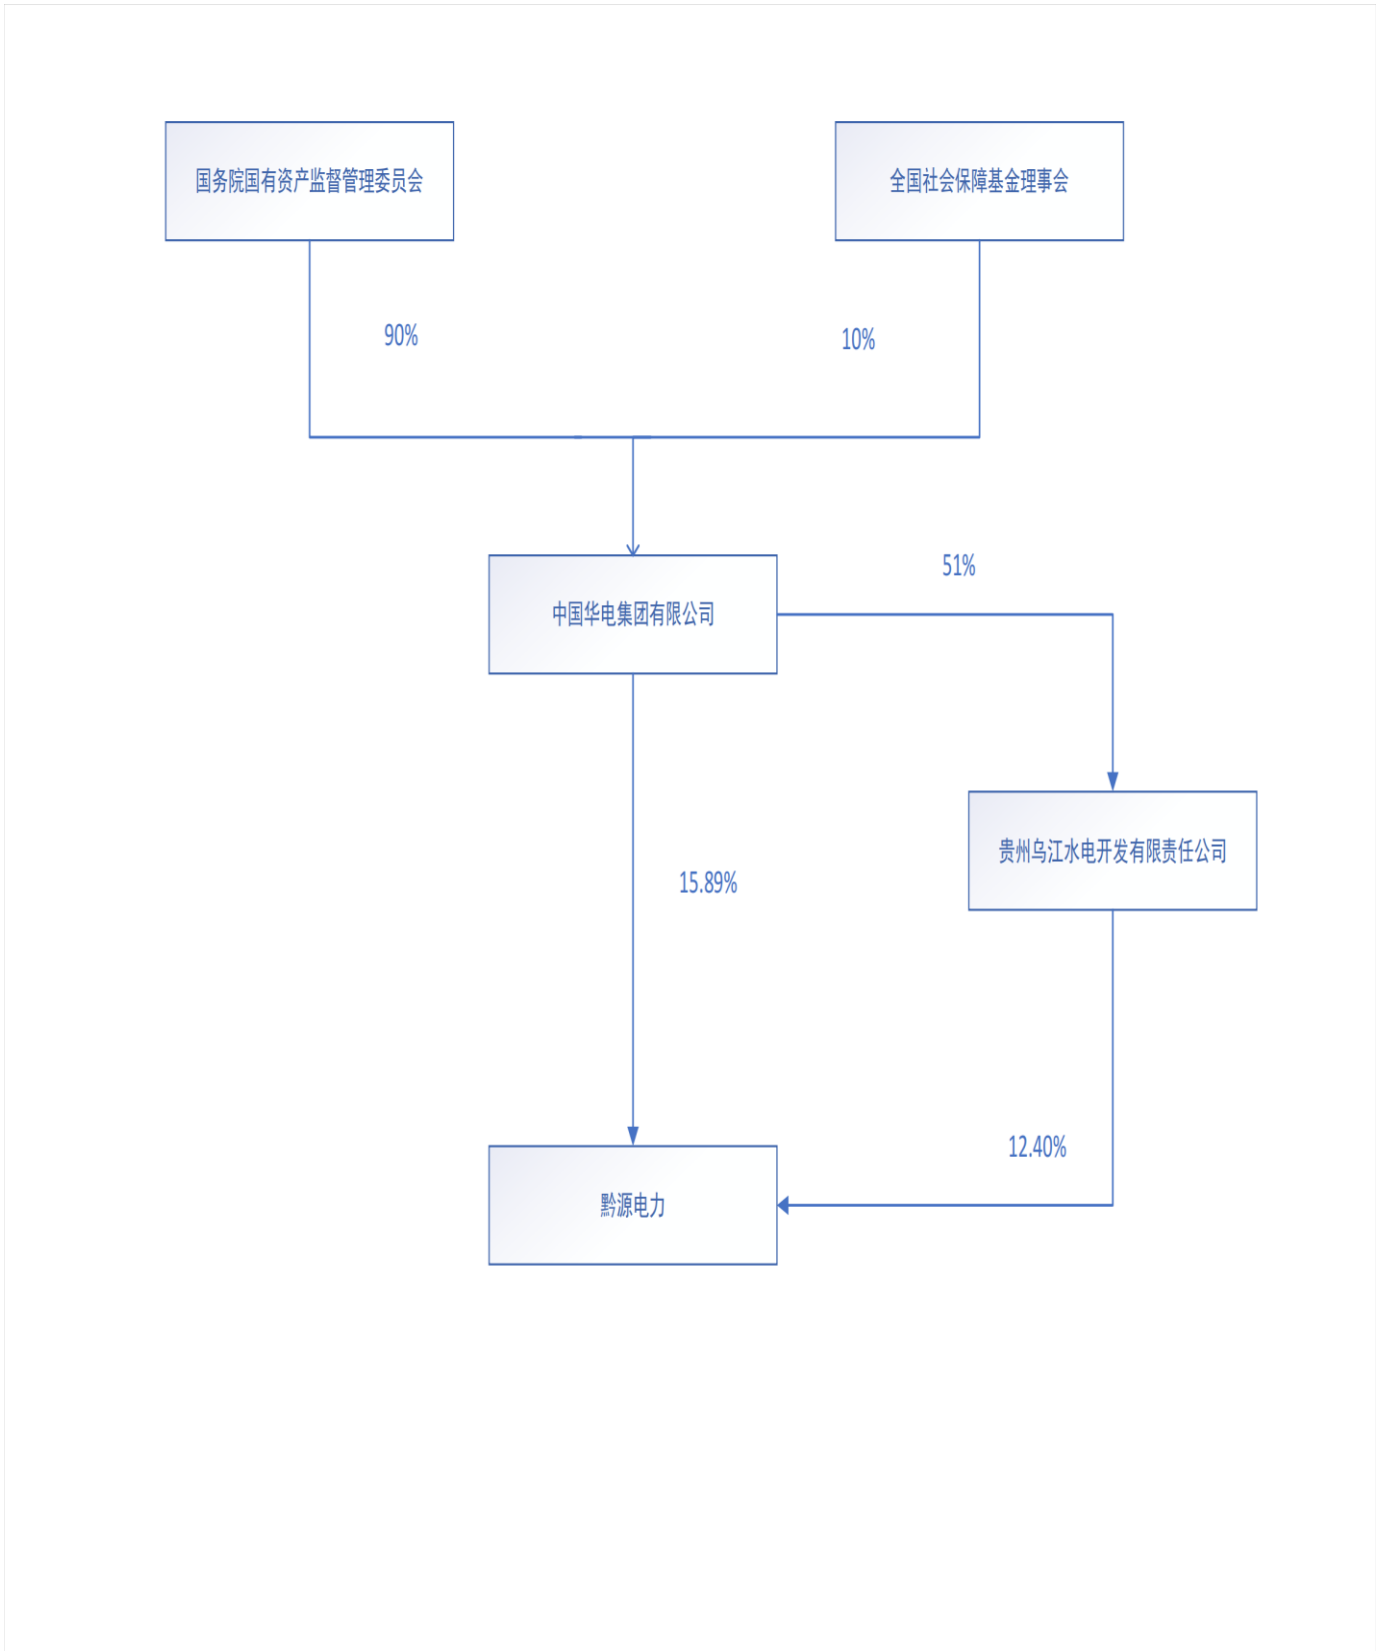 国务院国有资产监督管理委员会
全国社会保障基金理事会
90%
10%
51%
中国华电集团有限公司
贵州乌江水电开发有限责任公司
15.89%
12.40%
黔源电力